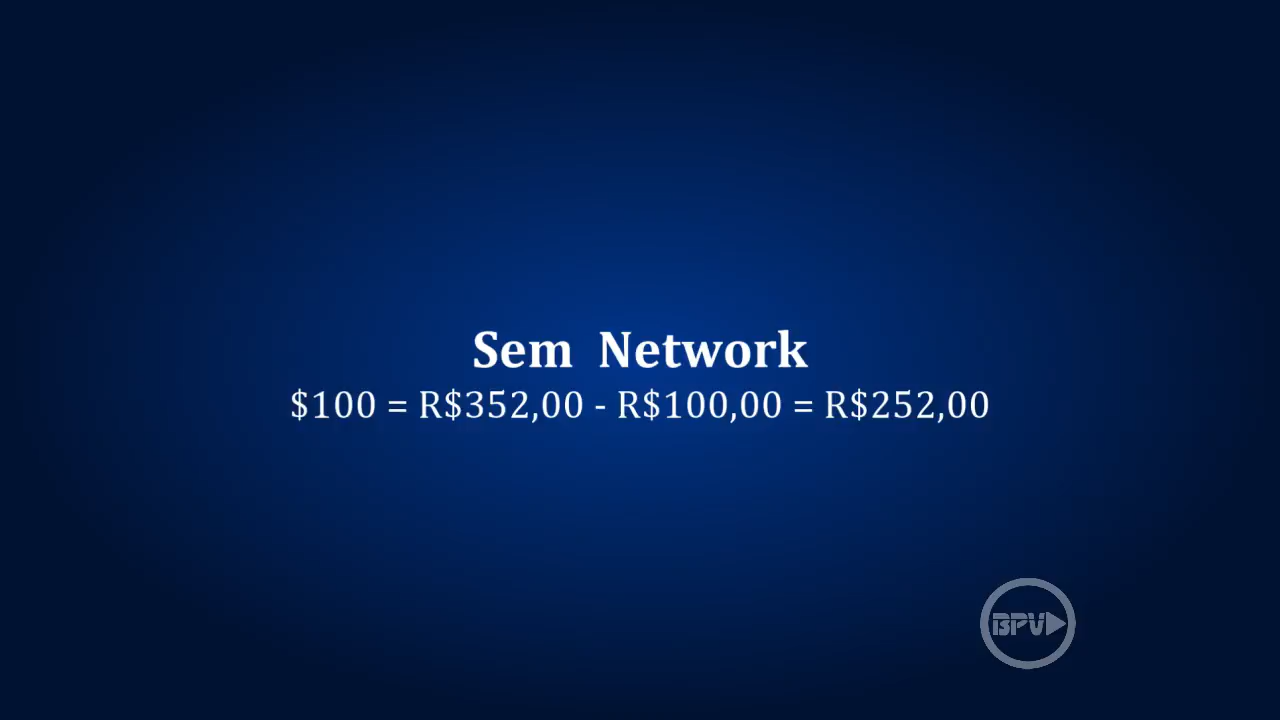 Sem Network
$100 = R$352,00 - R$100,00 = R$252,00
BPV